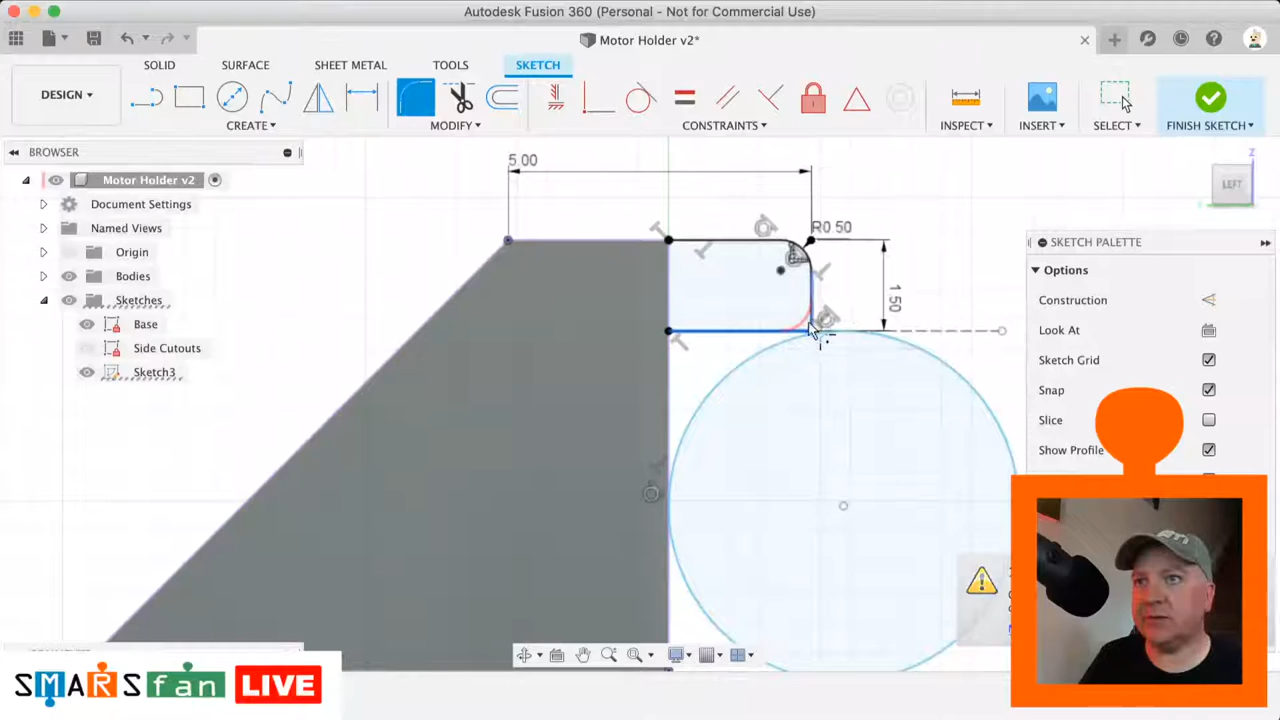 Autodesk Fusion 360 (Personal – Not for Commercial Use)
Motor Holder v2*
SOLID
SURFACE
SHEET METAL
TOOLS
SKETCH
DESIGN
CREATE
MODIFY
CONSTRAINTS
INSPECT
INSERT
SELECT
FINISH SKETCH
BROWSER
Motor Holder v2
Document Settings
Named Views
Origin
Bodies
Sketches
Base
Side Cutouts
Sketch3
5.00
R0.50
1.50
Z
LEFT
SKETCH PALETTE
Options
Construction
Look At
Sketch Grid
Snap
Slice
Show Profile
SMARSfan LIVE